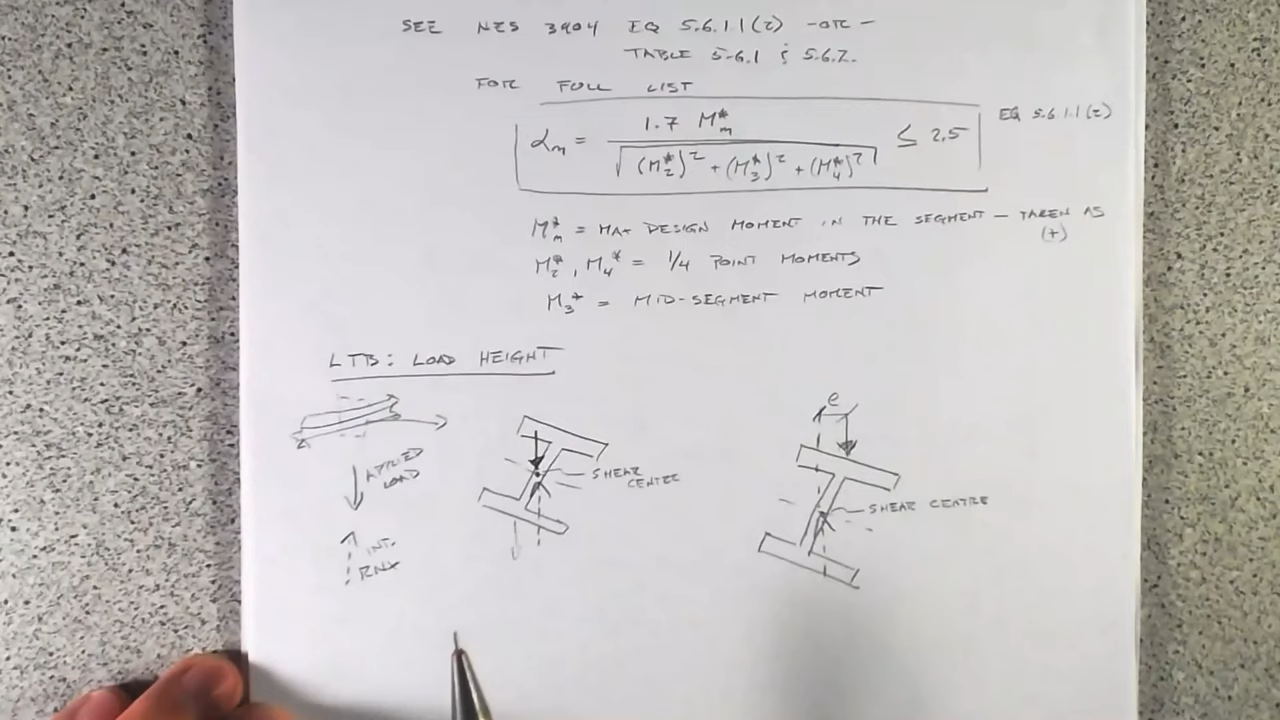 SEE NZS 3404 EQ 5.6.1.1(2) -OR-
TABLE 5.6.1 & 5.6.2.
FOR FULL LIST
αm = 1.7 M*m / √((M*2)² + (M*3)² + (M*4)²) ≤ 2.5
EQ 5.6.1.1(2)
M*m = MAX DESIGN MOMENT IN THE SEGMENT — TAKEN AS (+)
M2*, M4* = 1/4 POINT MOMENTS
M3* = MID-SEGMENT MOMENT
LTB: LOAD HEIGHT
APPLIED
LOAD
INT.
RNX
SHEAR
CENTRE
e
SHEAR CENTRE